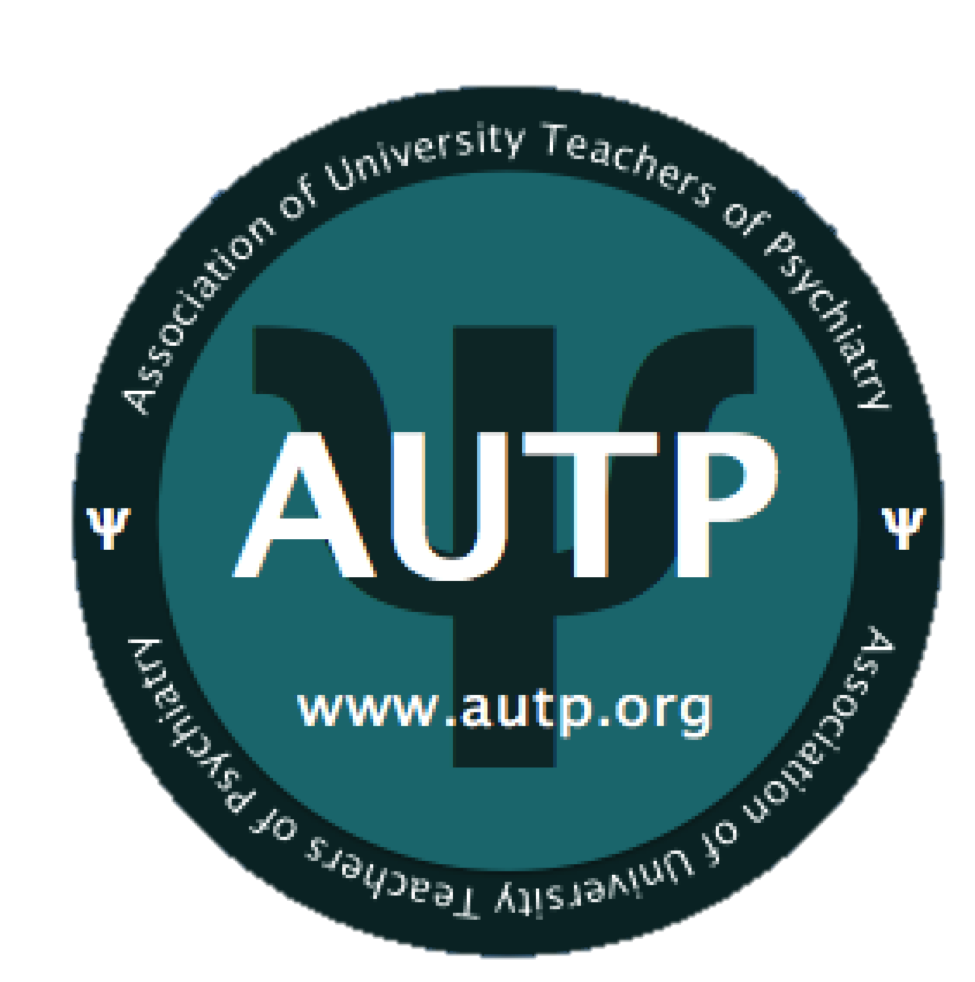 Association of University Teachers of Psychiatry
Ψ
Ψ
AUTP
www.autp.org
Association of University Teachers of Psychiatry